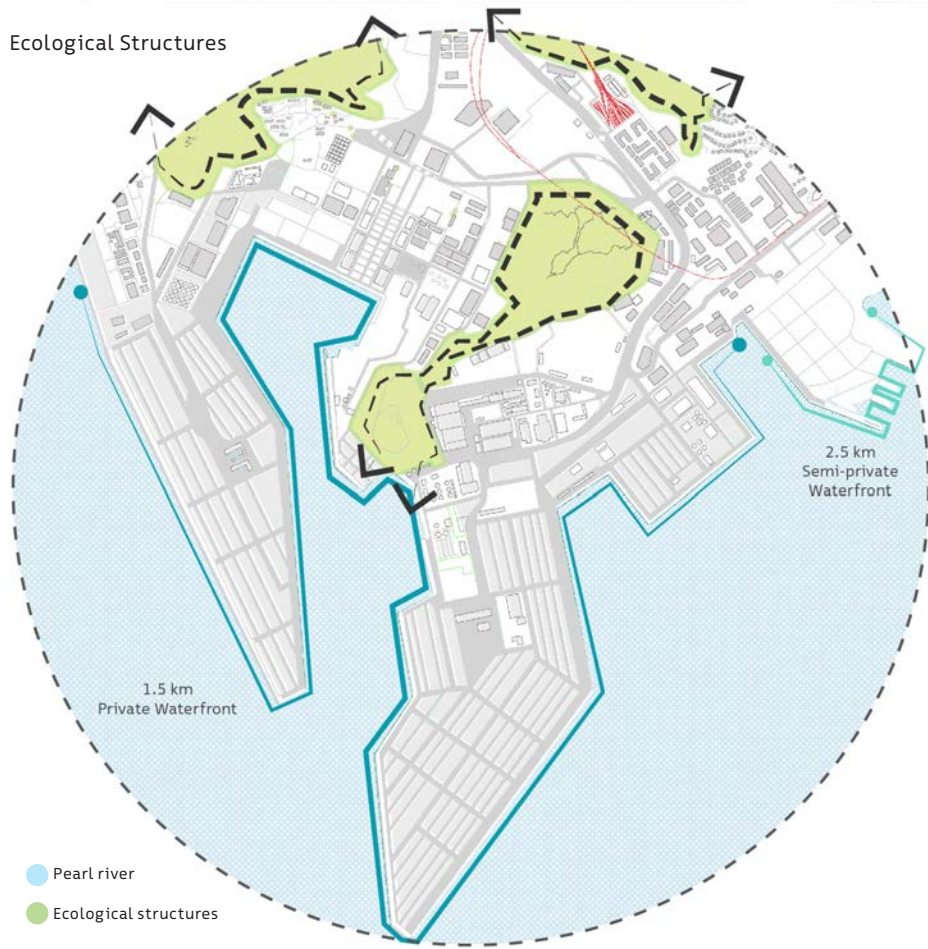 Ecological Structures
2.5 km
Semi-private
Waterfront
1.5 km
Private Waterfront
Pearl river
Ecological structures